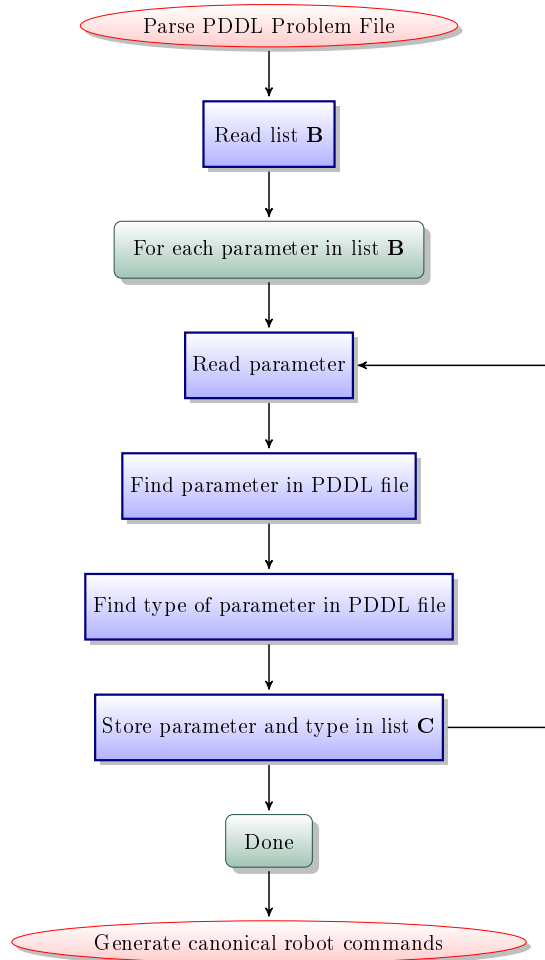 Parse PDDL Problem File
Read list B
For each parameter in list B
Read parameter
Find parameter in PDDL file
Find type of parameter in PDDL file
Store parameter and type in list C
Done
Generate canonical robot commands